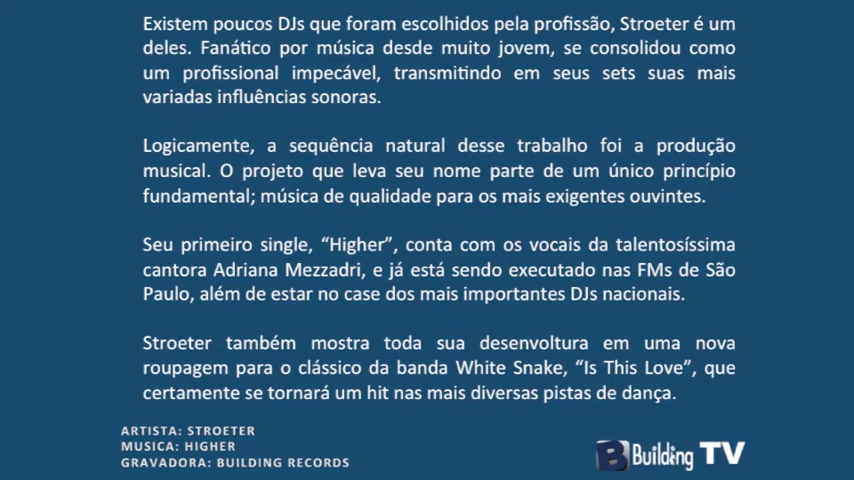 Existem poucos DJs que foram escolhidos pela profissão, Stroeter é um
deles. Fanático por música desde muito jovem, se consolidou como
um profissional impecável, transmitindo em seus sets suas mais
variadas influências sonoras.
Logicamente, a sequência natural desse trabalho foi a produção
musical. O projeto que leva seu nome parte de um único princípio
fundamental; música de qualidade para os mais exigentes ouvintes.
Seu primeiro single, “Higher”, conta com os vocais da talentosíssima
cantora Adriana Mezzadri, e já está sendo executado nas FMs de São
Paulo, além de estar no case dos mais importantes DJs nacionais.
Stroeter também mostra toda sua desenvoltura em uma nova
roupagem para o clássico da banda White Snake, “Is This Love”, que
certamente se tornará um hit nas mais diversas pistas de dança.
ARTISTA: STROETER
MUSICA: HIGHER
GRAVADORA: BUILDING RECORDS
B Building TV